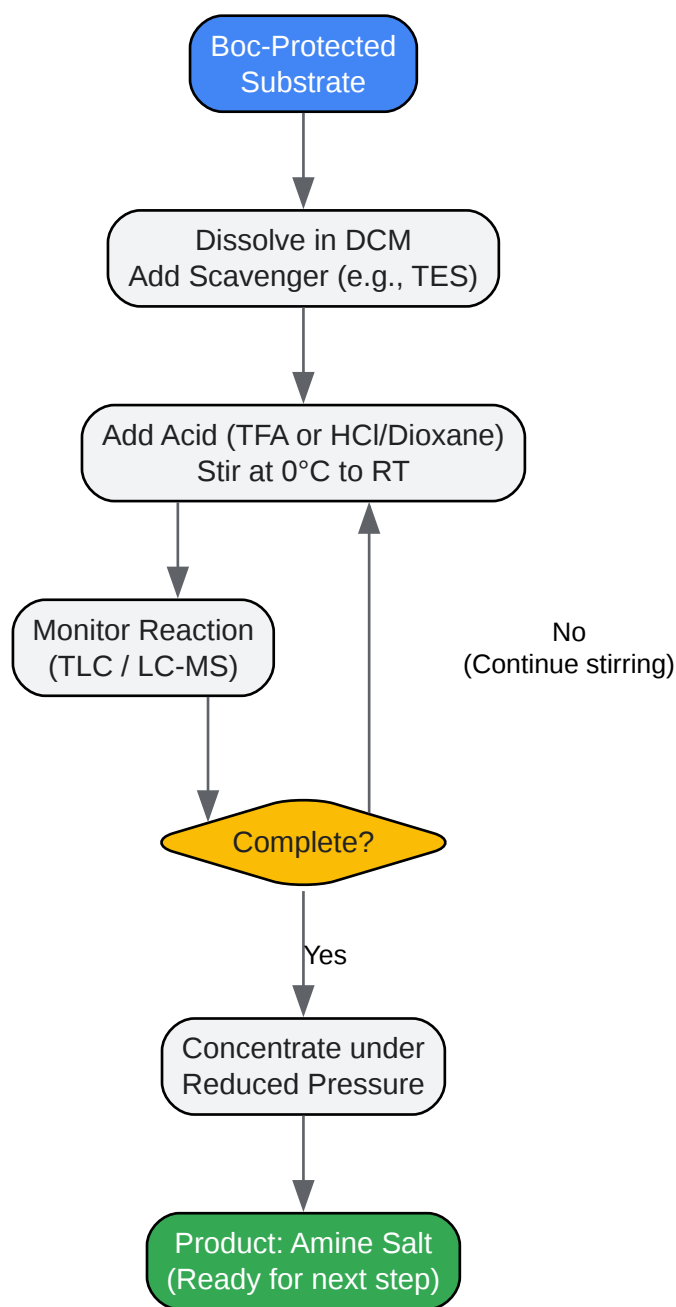 Boc-Protected
Substrate
Dissolve in DCM
Add Scavenger (e.g., TES)
Add Acid (TFA or HCl/Dioxane)
Stir at 0°C to RT
Monitor Reaction
(TLC / LC-MS)
No
(Continue stirring)
Complete?
Yes
Concentrate under
Reduced Pressure
Product: Amine Salt
(Ready for next step)